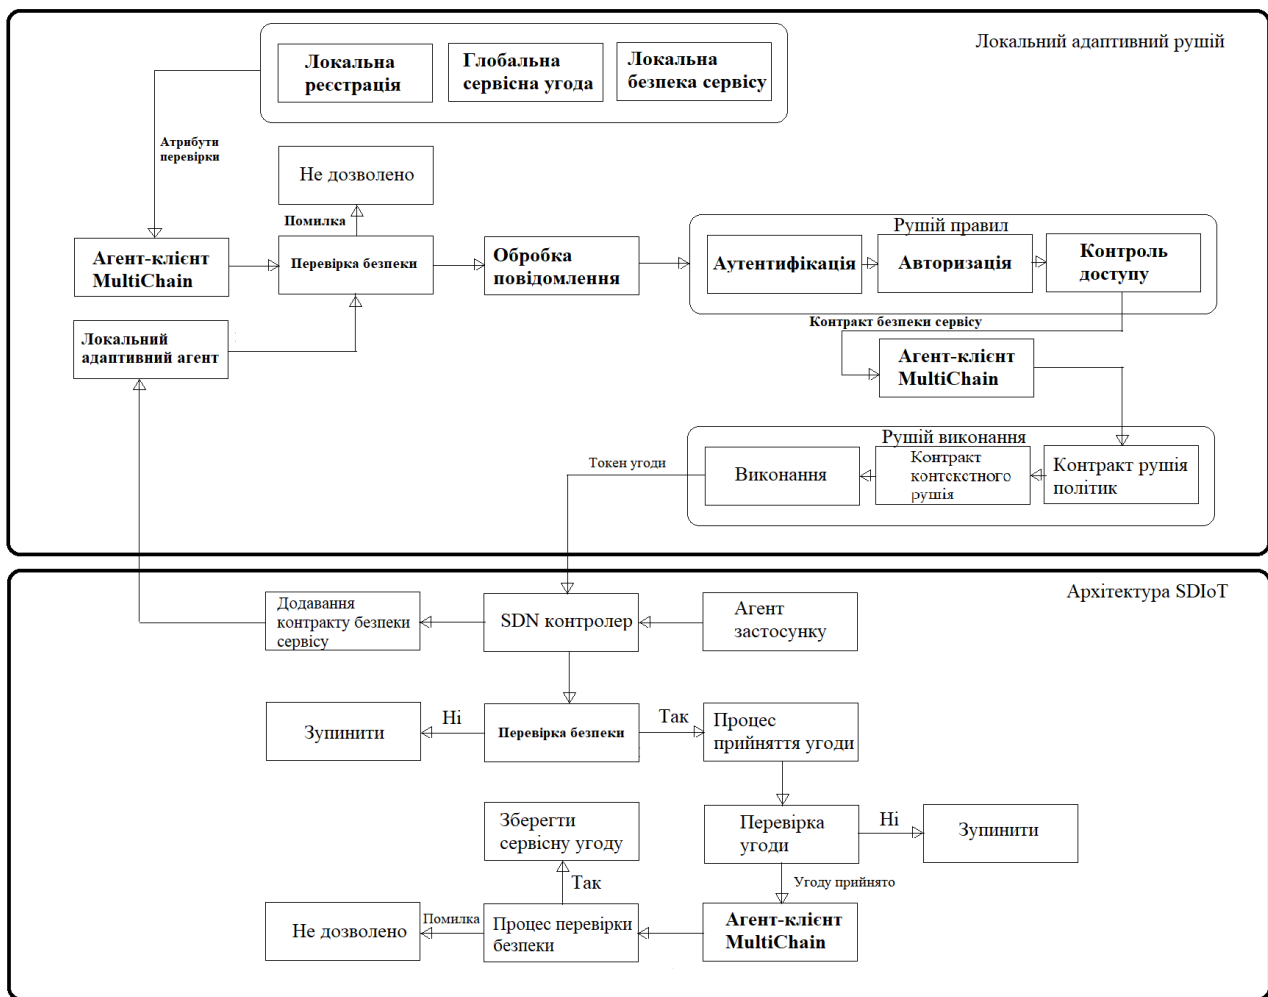 Локальний адаптивний рушій
Локальна
реєстрація
Глобальна
сервісна угода
Локальна
безпека сервісу
Атрибути
перевірки
Не дозволено
Помилка
Агент-клієнт
MultiChain
Перевірка безпеки
Обробка
повідомлення
Рушій правил
Аутентифікація
Авторизація
Контроль
доступу
Контракт безпеки сервісу
Локальний
адаптивний агент
Агент-клієнт
MultiChain
Рушій виконання
Токен угоди
Виконання
Контракт
контекстного
рушія
Контракт рушія
політик
Архітектура SDIoT
Додавання
контракту безпеки
сервісу
SDN контролер
Агент
застосунку
Зупинити
Ні
Перевірка безпеки
Так
Процес
прийняття угоди
Зберегти
сервісну угоду
Перевірка
угоди
Ні
Зупинити
Так
Угоду прийнято
Не дозволено
Помилка
Процес перевірки
безпеки
Агент-клієнт
MultiChain